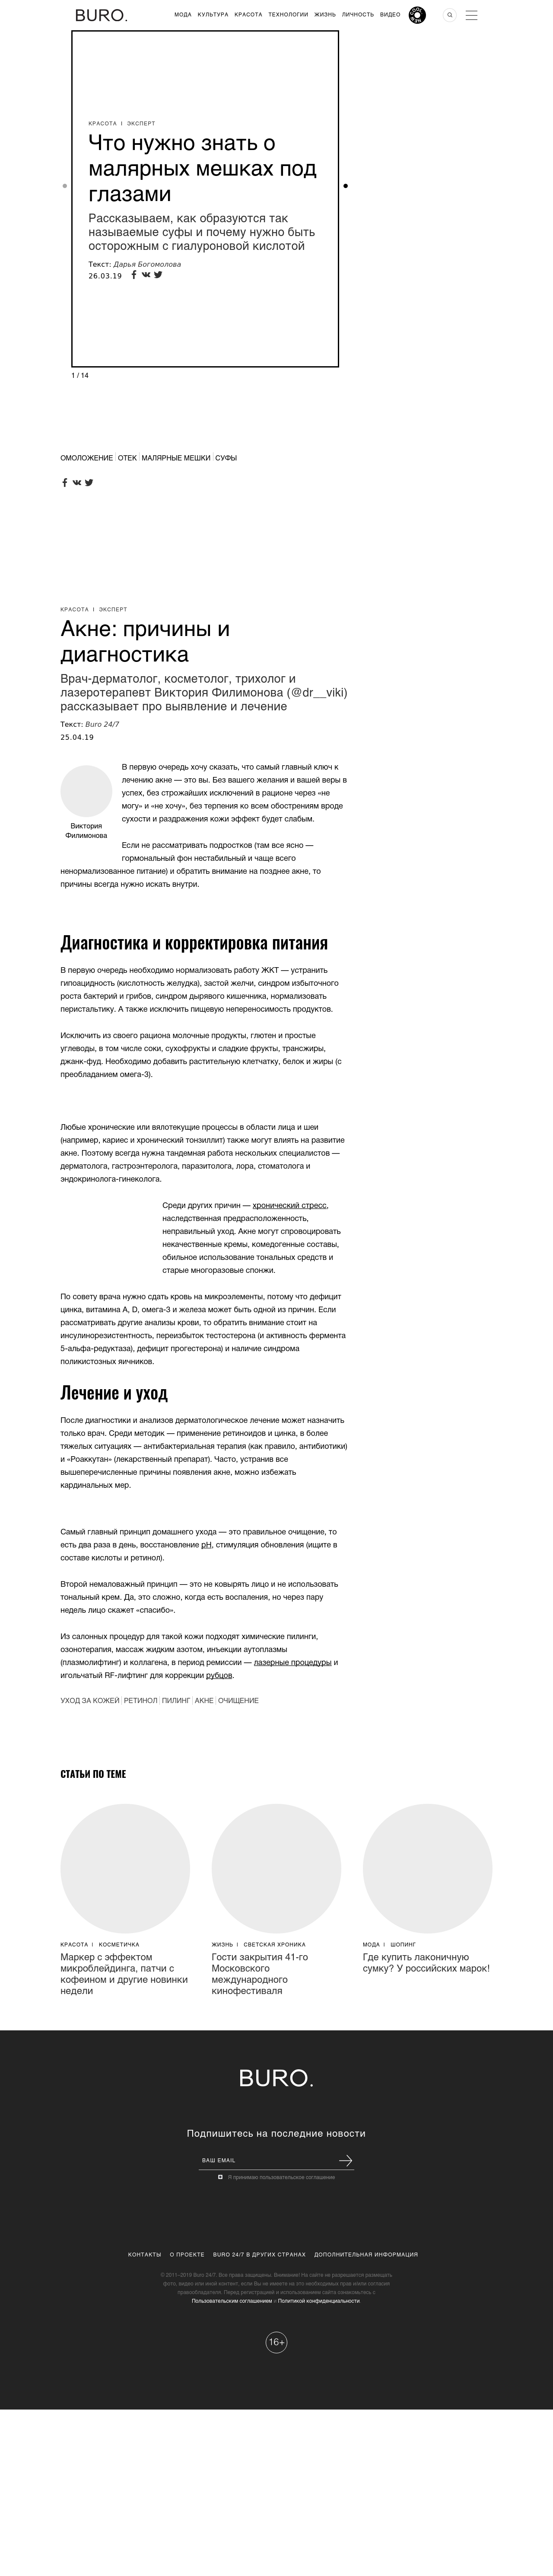 BURO.
МОДА КУЛЬТУРА КРАСОТА ТЕХНОЛОГИИ ЖИЗНЬ ЛИЧНОСТЬ ВИДЕО
КРАСОТА | ЭКСПЕРТ
Что нужно знать о
малярных мешках под
глазами
Рассказываем, как образуются так
называемые суфы и почему нужно быть
осторожным с гиалуроновой кислотой
Текст: Дарья Богомолова
26.03.19
1 / 14
ОМОЛОЖЕНИЕ ОТЕК МАЛЯРНЫЕ МЕШКИ СУФЫ
КРАСОТА | ЭКСПЕРТ
Акне: причины и
диагностика
Врач-дерматолог, косметолог, трихолог и
лазеротерапевт Виктория Филимонова (@dr__viki)
рассказывает про выявление и лечение
Текст: Buro 24/7
25.04.19
В первую очередь хочу сказать, что самый главный ключ к
лечению акне — это вы. Без вашего желания и вашей веры в
успех, без строжайших исключений в рационе через «не
могу» и «не хочу», без терпения ко всем обострениям вроде
сухости и раздражения кожи эффект будет слабым.
Виктория
Филимонова
Если не рассматривать подростков (там все ясно —
гормональный фон нестабильный и чаще всего
ненормализованное питание) и обратить внимание на позднее акне, то
причины всегда нужно искать внутри.
Диагностика и корректировка питания
В первую очередь необходимо нормализовать работу ЖКТ — устранить
гипоацидность (кислотность желудка), застой желчи, синдром избыточного
роста бактерий и грибов, синдром дырявого кишечника, нормализовать
перистальтику. А также исключить пищевую непереносимость продуктов.
Исключить из своего рациона молочные продукты, глютен и простые
углеводы, в том числе соки, сухофрукты и сладкие фрукты, трансжиры,
джанк-фуд. Необходимо добавить растительную клетчатку, белок и жиры (с
преобладанием омега-3).
Любые хронические или вялотекущие процессы в области лица и шеи
(например, кариес и хронический тонзиллит) также могут влиять на развитие
акне. Поэтому всегда нужна тандемная работа нескольких специалистов —
дерматолога, гастроэнтеролога, паразитолога, лора, стоматолога и
эндокринолога-гинеколога.
Среди других причин — хронический стресс,
наследственная предрасположенность,
неправильный уход. Акне могут спровоцировать
некачественные кремы, комедогенные составы,
обильное использование тональных средств и
старые многоразовые спонжи.
По совету врача нужно сдать кровь на микроэлементы, потому что дефицит
цинка, витамина А, D, омега-3 и железа может быть одной из причин. Если
рассматривать другие анализы крови, то обратить внимание стоит на
инсулинорезистентность, переизбыток тестостерона (и активность фермента
5-альфа-редуктаза), дефицит прогестерона) и наличие синдрома
поликистозных яичников.
Лечение и уход
После диагностики и анализов дерматологическое лечение может назначить
только врач. Среди методик — применение ретиноидов и цинка, в более
тяжелых ситуациях — антибактериальная терапия (как правило, антибиотики)
и «Роаккутан» (лекарственный препарат). Часто, устранив все
вышеперечисленные причины появления акне, можно избежать
кардинальных мер.
Самый главный принцип домашнего ухода — это правильное очищение, то
есть два раза в день, восстановление pH, стимуляция обновления (ищите в
составе кислоты и ретинол).
Второй немаловажный принцип — это не ковырять лицо и не использовать
тональный крем. Да, это сложно, когда есть воспаления, но через пару
недель лицо скажет «спасибо».
Из салонных процедур для такой кожи подходят химические пилинги,
озонотерапия, массаж жидким азотом, инъекции аутоплазмы
(плазмолифтинг) и коллагена, в период ремиссии — лазерные процедуры и
игольчатый RF-лифтинг для коррекции рубцов.
УХОД ЗА КОЖЕЙ РЕТИНОЛ ПИЛИНГ АКНЕ ОЧИЩЕНИЕ
СТАТЬИ ПО ТЕМЕ
КРАСОТА | КОСМЕТИЧКА
Маркер с эффектом
микроблейдинга, патчи с
кофеином и другие новинки
недели
ЖИЗНЬ | СВЕТСКАЯ ХРОНИКА
Гости закрытия 41-го
Московского
международного
кинофестиваля
МОДА | ШОПИНГ
Где купить лаконичную
сумку? У российских марок!
BURO.
Подпишитесь на последние новости
ВАШ EMAIL
Я принимаю пользовательское соглашение
КОНТАКТЫ О ПРОЕКТЕ BURO 24/7 В ДРУГИХ СТРАНАХ ДОПОЛНИТЕЛЬНАЯ ИНФОРМАЦИЯ
© 2011–2019 Buro 24/7. Все права защищены. Внимание! На сайте не разрешается размещать
фото, видео или иной контент, если Вы не имеете на это необходимых прав и/или согласия
правообладателя. Перед регистрацией и использованием сайта ознакомьтесь с
Пользовательским соглашением и Политикой конфиденциальности
16+